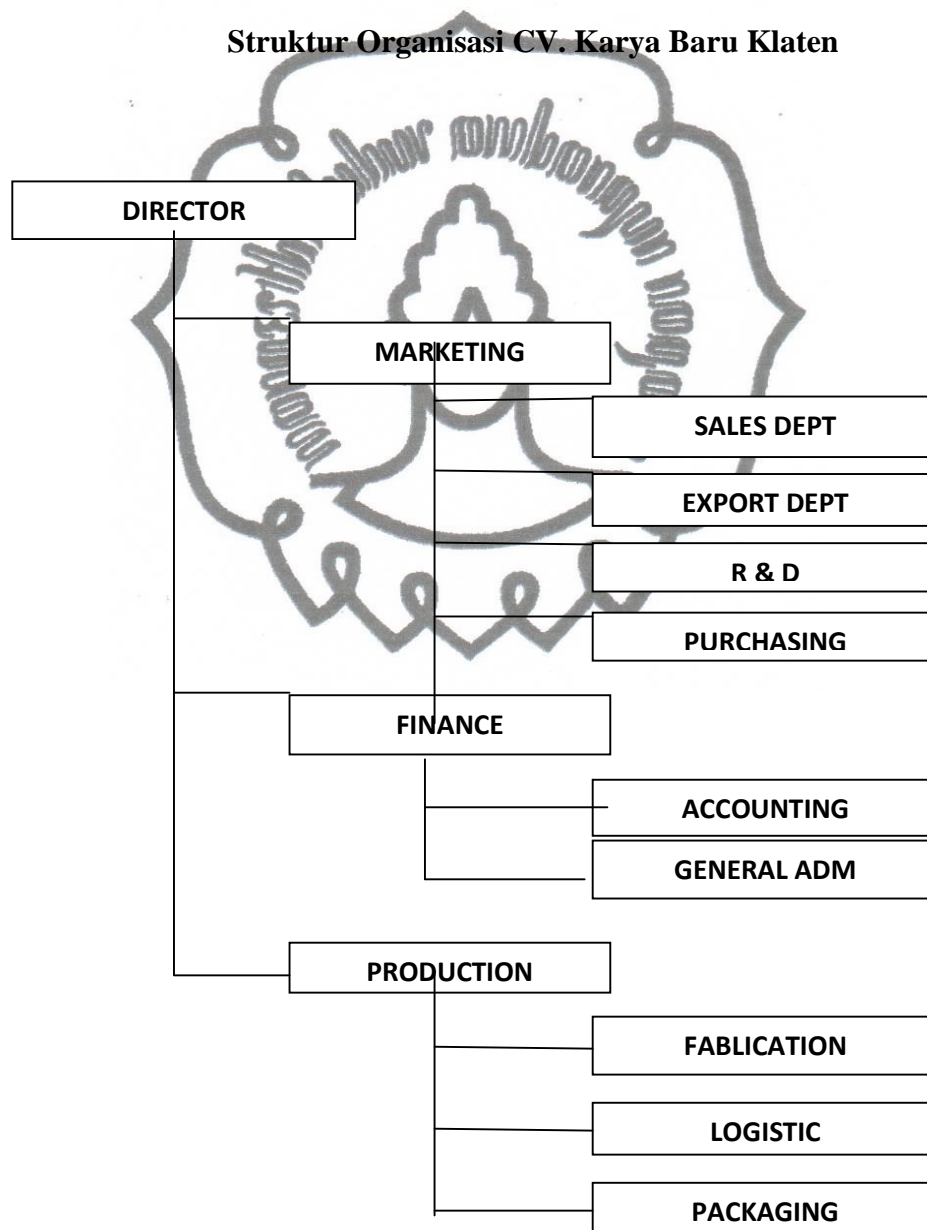 Struktur Organisasi CV. Karya Baru Klaten
DIRECTOR
MARKETING
SALES DEPT
EXPORT DEPT
R & D
PURCHASING
FINANCE
ACCOUNTING
GENERAL ADM
PRODUCTION
FABLICATION
LOGISTIC
PACKAGING